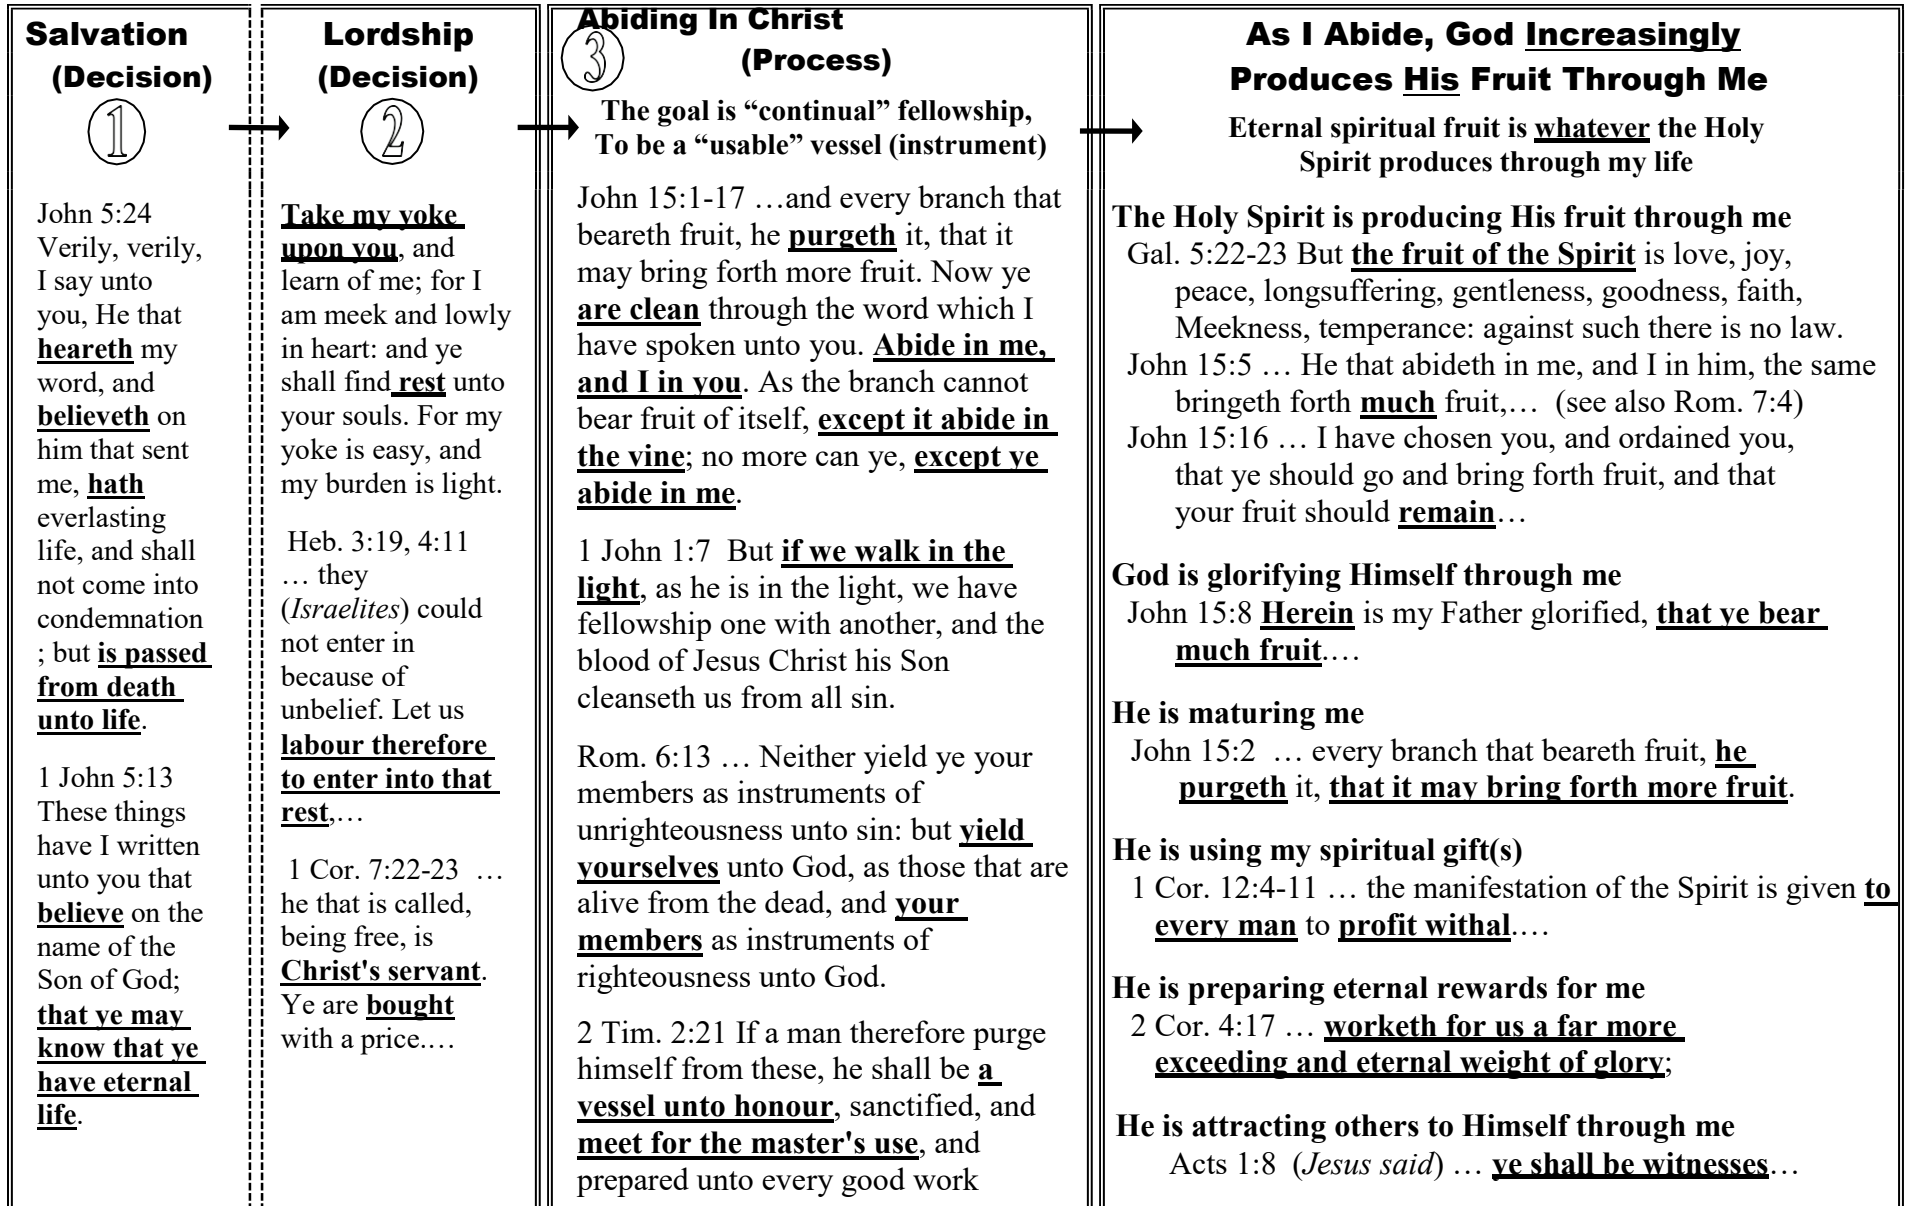 Salvation
(Decision)
1
John 5:24
Verily, verily,
I say unto
you, He that
heareth my
word, and
believeth on
him that sent
me, hath
everlasting
life, and shall
not come into
condemnation
; but is passed
from death
unto life.
1 John 5:13
These things
have I written
unto you that
believe on the
name of the
Son of God;
that ye may
know that ye
have eternal
life.
Lordship
(Decision)
2
Take my yoke
upon you, and
learn of me; for I
am meek and lowly
in heart: and ye
shall find rest unto
your souls. For my
yoke is easy, and
my burden is light.
Heb. 3:19, 4:11
… they
(Israelites) could
not enter in
because of
unbelief. Let us
labour therefore
to enter into that
rest,…
1 Cor. 7:22-23 …
he that is called,
being free, is
Christ's servant.
Ye are bought
with a price.…
Abiding In Christ
3 (Process)
The goal is “continual” fellowship,
To be a “usable” vessel (instrument)
John 15:1-17 …and every branch that
beareth fruit, he purgeth it, that it
may bring forth more fruit. Now ye
are clean through the word which I
have spoken unto you. Abide in me,
and I in you. As the branch cannot
bear fruit of itself, except it abide in
the vine; no more can ye, except ye
abide in me.
1 John 1:7 But if we walk in the
light, as he is in the light, we have
fellowship one with another, and the
blood of Jesus Christ his Son
cleanseth us from all sin.
Rom. 6:13 … Neither yield ye your
members as instruments of
unrighteousness unto sin: but yield
yourselves unto God, as those that are
alive from the dead, and your
members as instruments of
righteousness unto God.
2 Tim. 2:21 If a man therefore purge
himself from these, he shall be a
vessel unto honour, sanctified, and
meet for the master's use, and
prepared unto every good work
As I Abide, God Increasingly
Produces His Fruit Through Me
Eternal spiritual fruit is whatever the Holy
Spirit produces through my life
The Holy Spirit is producing His fruit through me
Gal. 5:22-23 But the fruit of the Spirit is love, joy,
peace, longsuffering, gentleness, goodness, faith,
Meekness, temperance: against such there is no law.
John 15:5 … He that abideth in me, and I in him, the same
bringeth forth much fruit,… (see also Rom. 7:4)
John 15:16 … I have chosen you, and ordained you,
that ye should go and bring forth fruit, and that
your fruit should remain…
God is glorifying Himself through me
John 15:8 Herein is my Father glorified, that ye bear
much fruit.…
He is maturing me
John 15:2 … every branch that beareth fruit, he
purgeth it, that it may bring forth more fruit.
He is using my spiritual gift(s)
1 Cor. 12:4-11 … the manifestation of the Spirit is given to
every man to profit withal.…
He is preparing eternal rewards for me
2 Cor. 4:17 … worketh for us a far more
exceeding and eternal weight of glory;
He is attracting others to Himself through me
Acts 1:8 (Jesus said) … ye shall be witnesses…